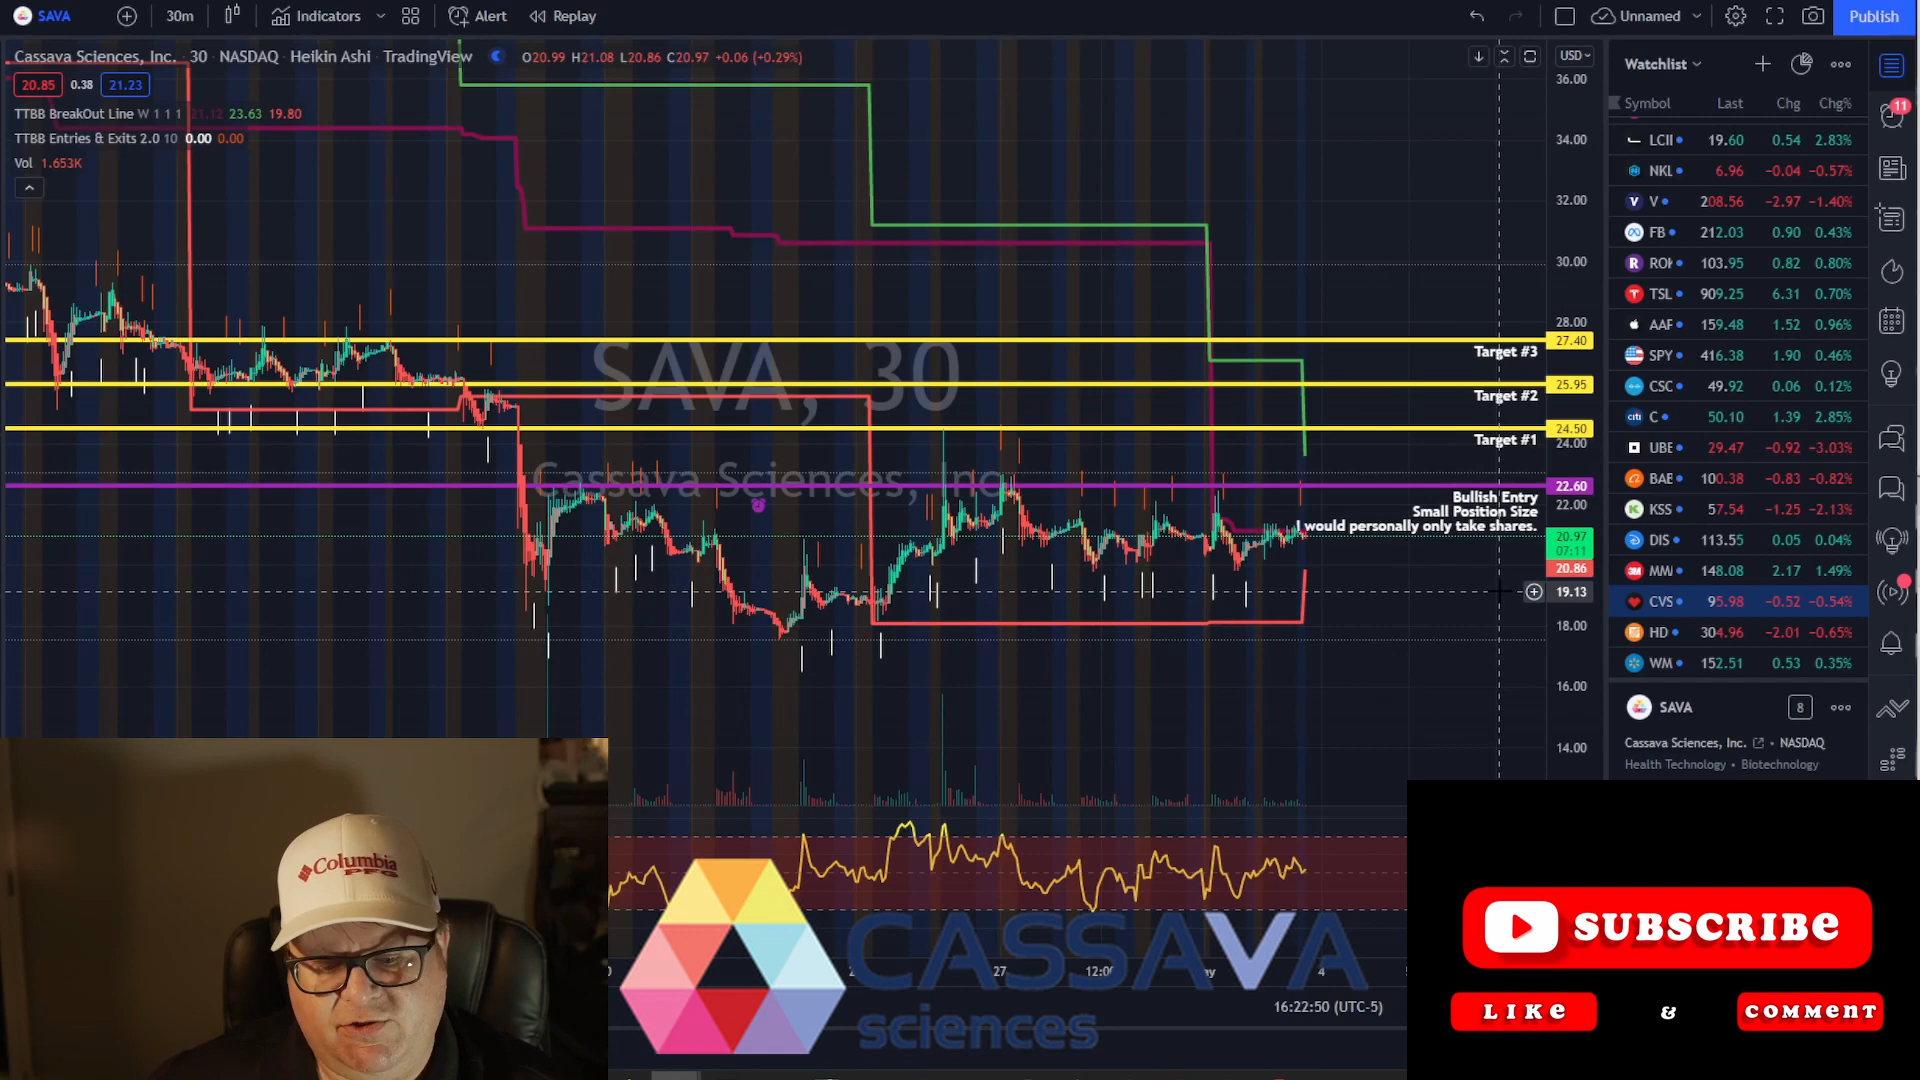 SAVA 30m Indicators Alert Replay Unnamed Publish
Cassava Sciences, Inc. · 30 · NASDAQ · Heikin Ashi · TradingView O20.99 H21.08 L20.86 C20.97 +0.06 (+0.29%)
20.85 0.38 21.23
TTBB BreakOut Line W 1 1 1 21.12 23.63 19.80
TTBB Entries & Exits 2.0 10 0.00 0.00
Vol 1.653K
SAVA, 30
Cassava Sciences, Inc
Target #3
Target #2
Target #1
Bullish Entry
Small Position Size
I would personally only take shares.
USD
36.00
34.00
32.00
30.00
28.00
27.40
25.95
24.50
24.00
22.60
22.00
20.97
07:11
20.86
19.13
18.00
16.00
14.00
27 12:00 4
16:22:50 (UTC-5)
Watchlist
Symbol Last Chg Chg%
LCII 19.60 0.54 2.83%
NKL 6.96 -0.04 -0.57%
V 208.56 -2.97 -1.40%
FB 212.03 0.90 0.43%
ROK 103.95 0.82 0.80%
TSL 909.25 6.31 0.70%
AAF 159.48 1.52 0.96%
SPY 416.38 1.90 0.46%
CSC 49.92 0.06 0.12%
citi C 50.10 1.39 2.85%
UBE 29.47 -0.92 -3.03%
BAE 100.38 -0.83 -0.82%
KSS 57.54 -1.25 -2.13%
DIS 113.55 0.05 0.04%
3M MM 148.08 2.17 1.49%
CVS 95.98 -0.52 -0.54%
HD 304.96 -2.01 -0.65%
WM 152.51 0.53 0.35%
11
SAVA 8
Cassava Sciences, Inc. • NASDAQ
Health Technology • Biotechnology
Columbia
PFG
CASSAVA
sciences
SUBSCRIBE
LIKE & COMMENT